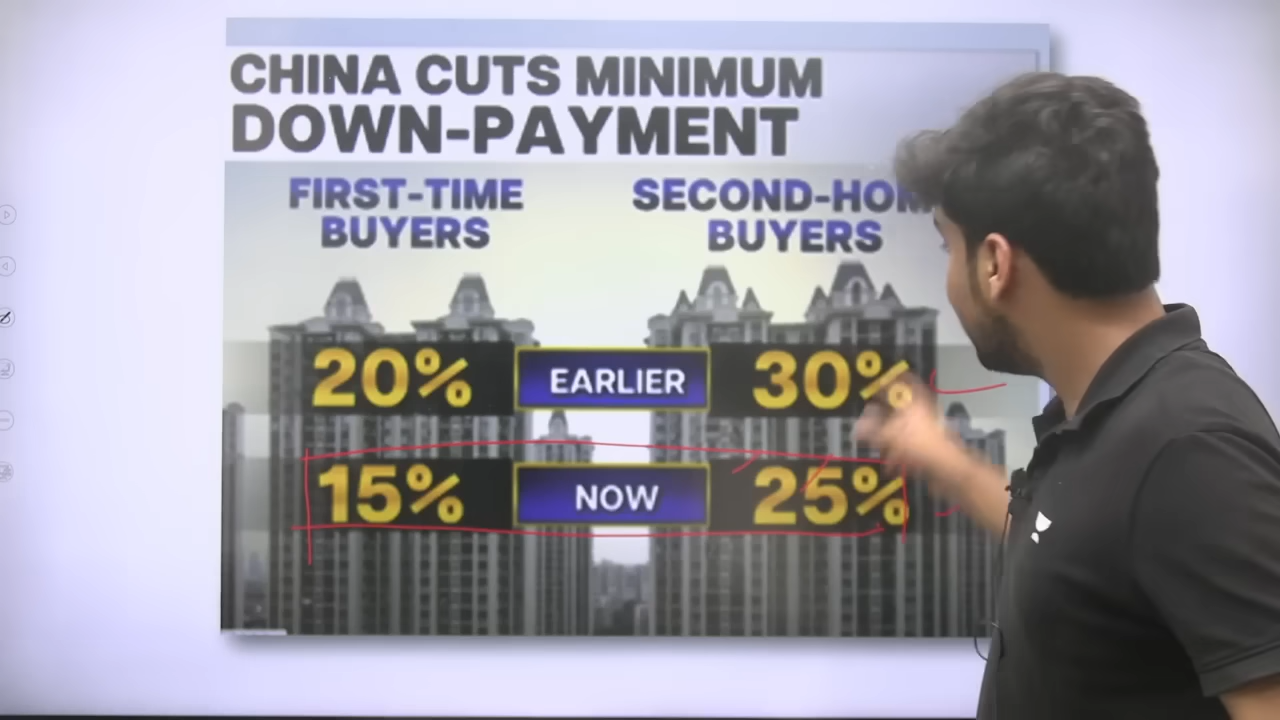 CHINA CUTS MINIMUM
DOWN-PAYMENT
FIRST-TIME
BUYERS
BUYERS
20% EARLIER 30%
15% NOW 25%